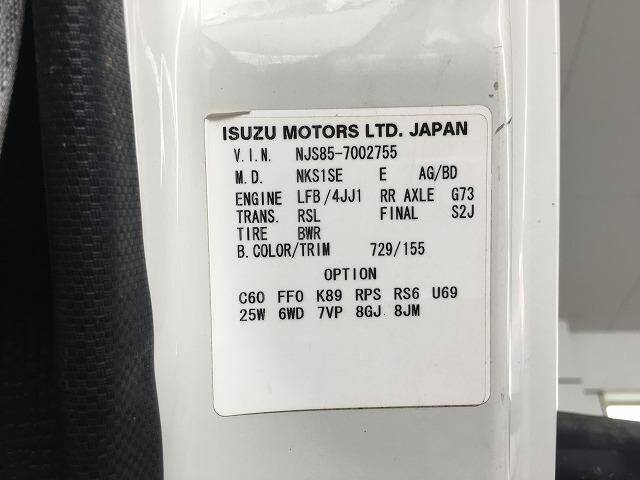 ISUZU MOTORS LTD. JAPAN
V.I.N. NJS85-7002755
M.D. NKS1SE E AG/BD
ENGINE LFB/4JJ1 RR AXLE G73
TRANS. RSL FINAL S2J
TIRE BWR
B.COLOR/TRIM 729/155
OPTION
C60 FF0 K89 RPS RS6 U69
25W 6WD 7VP 8GJ 8JM